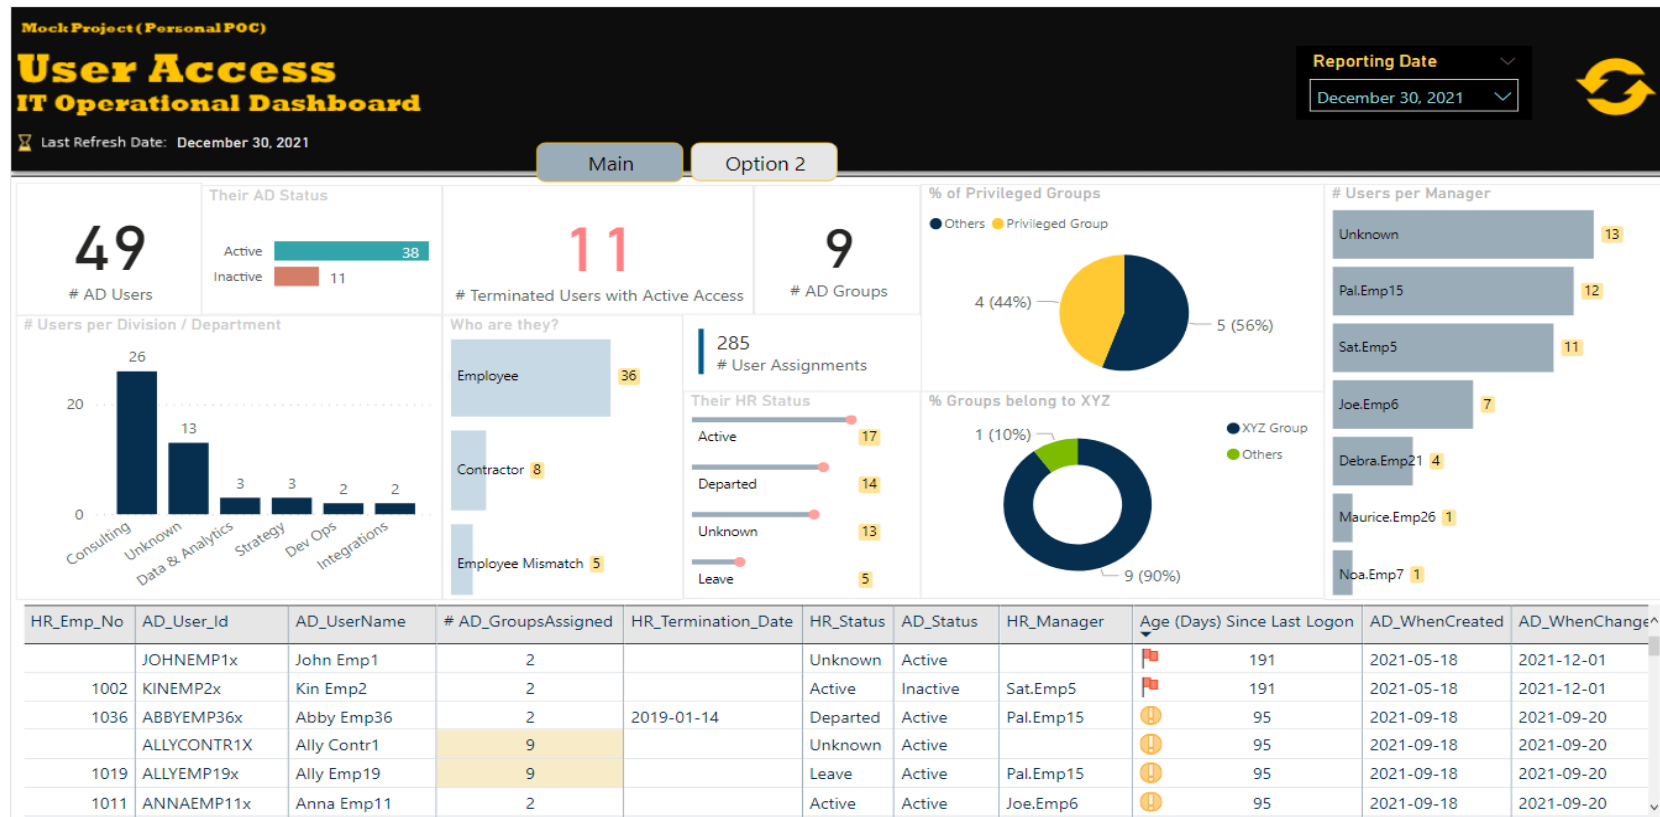 Mock Project ( Personal POC)
User Access
IT Operational Dashboard
Last Refresh Date: December 30, 2021
Reporting Date
December 30, 2021
Main
Option 2
49
# AD Users
Their AD Status
Active 38
Inactive 11
11
# Terminated Users with Active Access
9
# AD Groups
% of Privileged Groups
Others Privileged Group
4 (44%)
5 (56%)
# Users per Manager
Unknown 13
Pal.Emp15 12
Sat.Emp5 11
Joe.Emp6 7
Debra.Emp21 4
Maurice.Emp26 1
Noa.Emp7 1
# Users per Division / Department
20
0
26
13
3
3
2
2
Consulting
Unknown
Data & Analytics
Strategy
Dev Ops
Integrations
Who are they?
Employee 36
Contractor 8
Employee Mismatch 5
285
# User Assignments
Their HR Status
Active 17
Departed 14
Unknown 13
Leave 5
% Groups belong to XYZ
1 (10%)
XYZ Group
Others
9 (90%)
HR_Emp_No AD_User_Id AD_UserName # AD_GroupsAssigned HR_Termination_Date HR_Status AD_Status HR_Manager Age (Days) Since Last Logon AD_WhenCreated AD_WhenChange
JOHNEMP1x John Emp1 2 Unknown Active 191 2021-05-18 2021-12-01
1002 KINEMP2x Kin Emp2 2 Active Inactive Sat.Emp5 191 2021-05-18 2021-12-01
1036 ABBYEMP36x Abby Emp36 2 2019-01-14 Departed Active Pal.Emp15 95 2021-09-18 2021-09-20
ALLYCONTR1X Ally Contr1 9 Unknown Active 95 2021-09-18 2021-09-20
1019 ALLYEMP19x Ally Emp19 9 Leave Active Pal.Emp15 95 2021-09-18 2021-09-20
1011 ANNAEMP11x Anna Emp11 2 Active Active Joe.Emp6 95 2021-09-18 2021-09-20